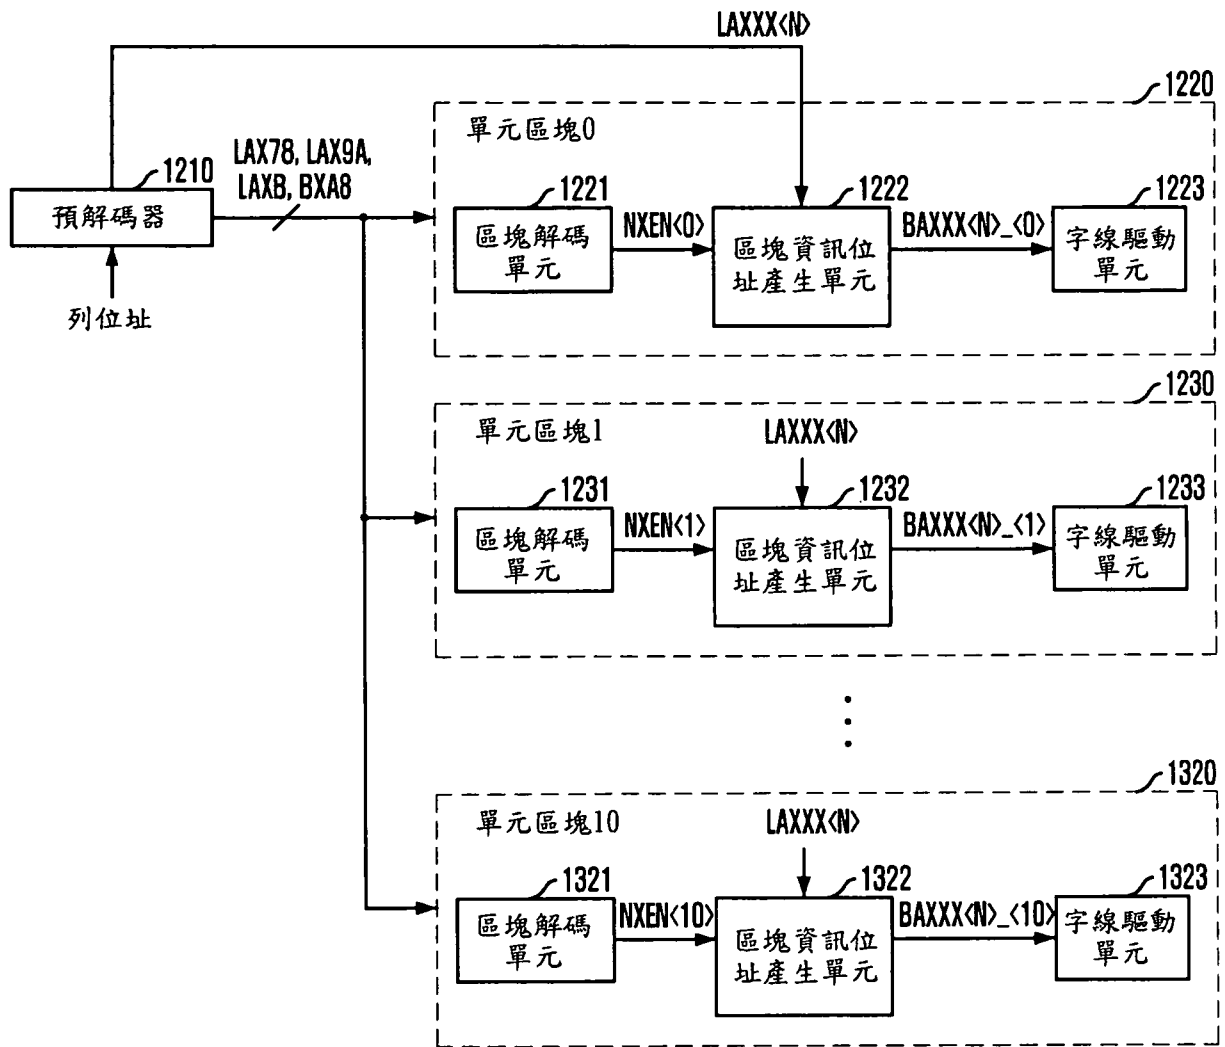 LAXXX<N>
1220
單元區塊0
LAX78, LAX9A,
LAXB, BXA8
1210
預解碼器
列位址
1221
區塊解碼
單元
NXEN<0>
1222
區塊資訊位
址產生單元
BAXXX<N>_<0>
1223
字線驅動
單元
1230
單元區塊1
LAXXX<N>
1231
區塊解碼
單元
NXEN<1>
1232
區塊資訊位
址產生單元
BAXXX<N>_<1>
1233
字線驅動
單元
1320
單元區塊10
LAXXX<N>
1321
區塊解碼
單元
NXEN<10>
1322
區塊資訊位
址產生單元
BAXXX<N>_<10>
1323
字線驅動
單元